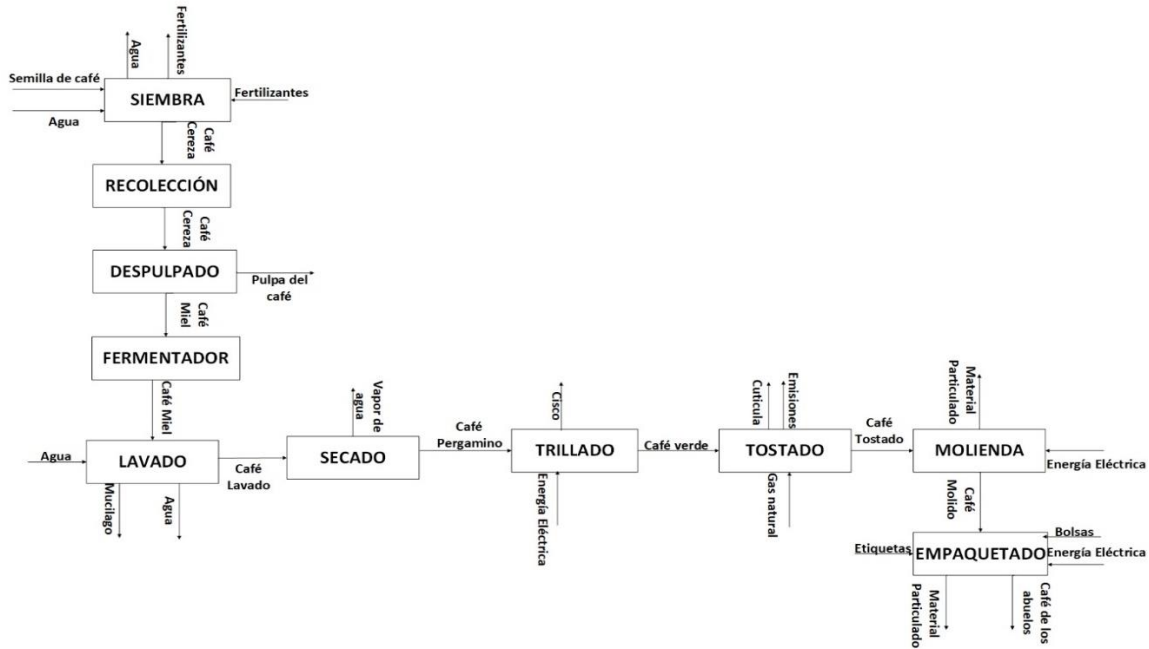 Agua
Fertilizantes
Semilla de café
SIEMBRA
Fertilizantes
Agua
Café
Cereza
RECOLECCIÓN
Café
Cereza
DESPULPADO
Pulpa del
café
Café
Miel
FERMENTADOR
Café Miel
Agua
LAVADO
Mucilago
Agua
Café
Lavado
Vapor de
agua
SECADO
Café
Pergamino
Cisco
TRILLADO
Energía Eléctrica
Café verde
Cuticula
Emisiones
TOSTADO
Gas natural
Café
Tostado
Material
Particulado
MOLIENDA
Energía Eléctrica
Café
Molido
Bolsas
Etiquetas
EMPAQUETADO
Energía Eléctrica
Material
Particulado
Café de los
abuelos